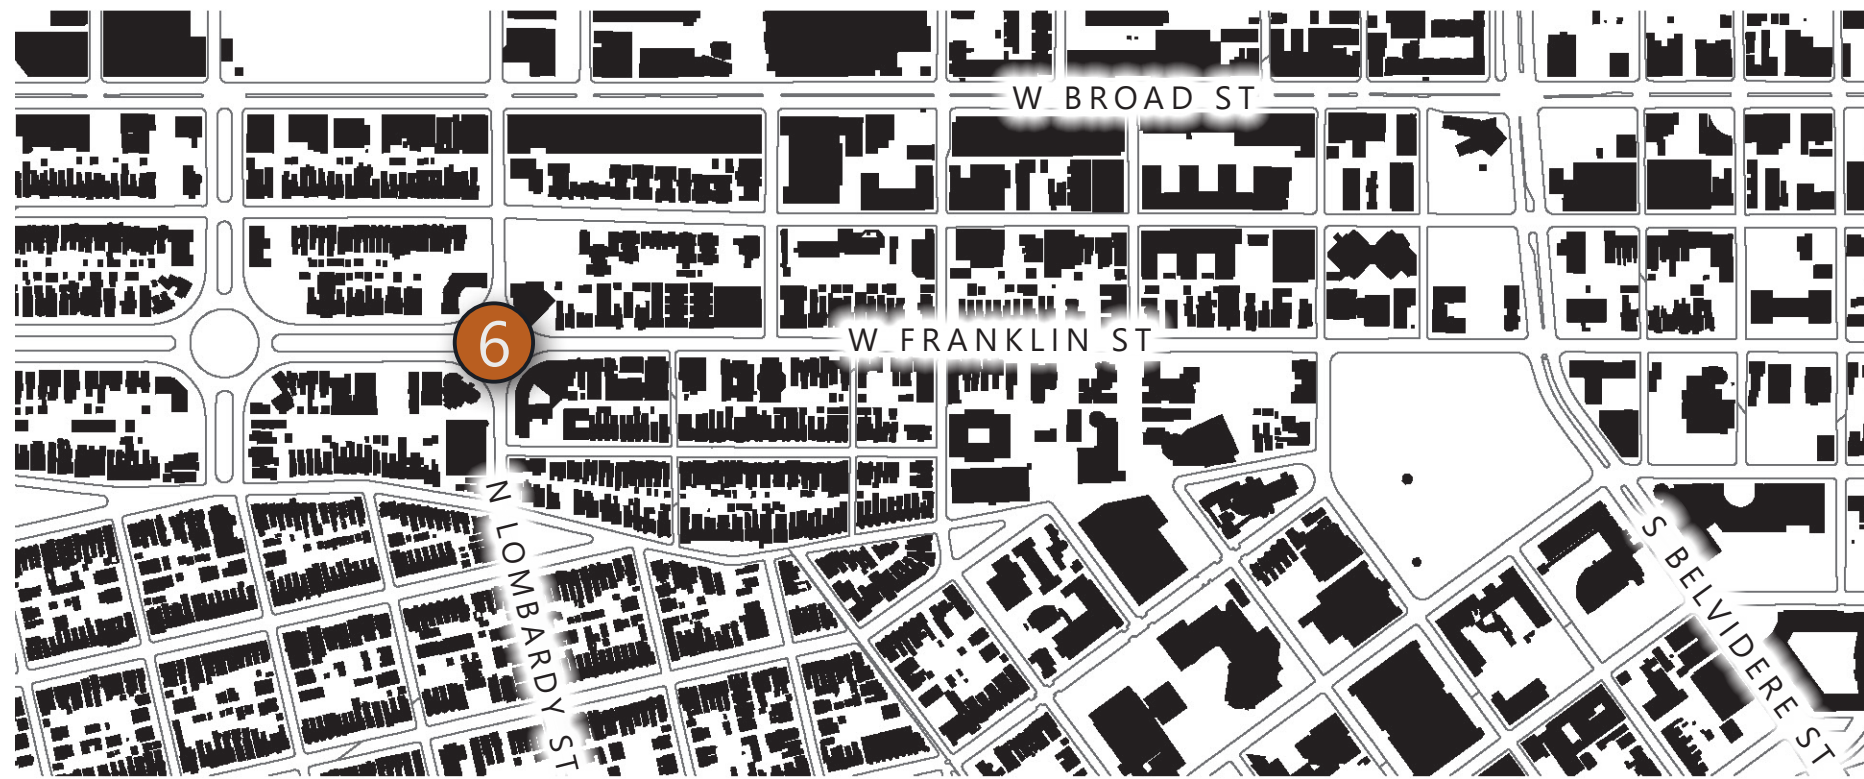 W BROAD ST
W FRANKLIN ST
6
N LOMBARDY ST
S BELVIDERE ST